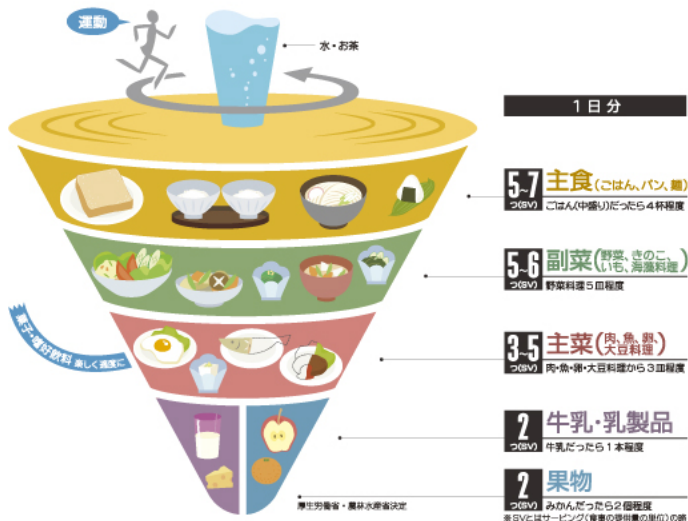 運動
水・お茶
1日分
5~7
つ(SV)
主食(ごはん、パン、麺)
ごはん(中盛り)だったら4杯程度
5~6
つ(SV)
副菜(野菜、きのこ、
いも、海藻料理)
野菜料理5皿程度
菓子・嗜好飲料 楽しく適度に
3~5
つ(SV)
主菜(肉、魚、卵、
大豆料理)
肉・魚・卵・大豆料理から3皿程度
2
つ(SV)
牛乳・乳製品
牛乳だったら1本程度
2
つ(SV)
果物
みかんだったら2個程度
厚生労働省・農林水産省決定
※SVとはサービング(食事の提供量の単位)の略